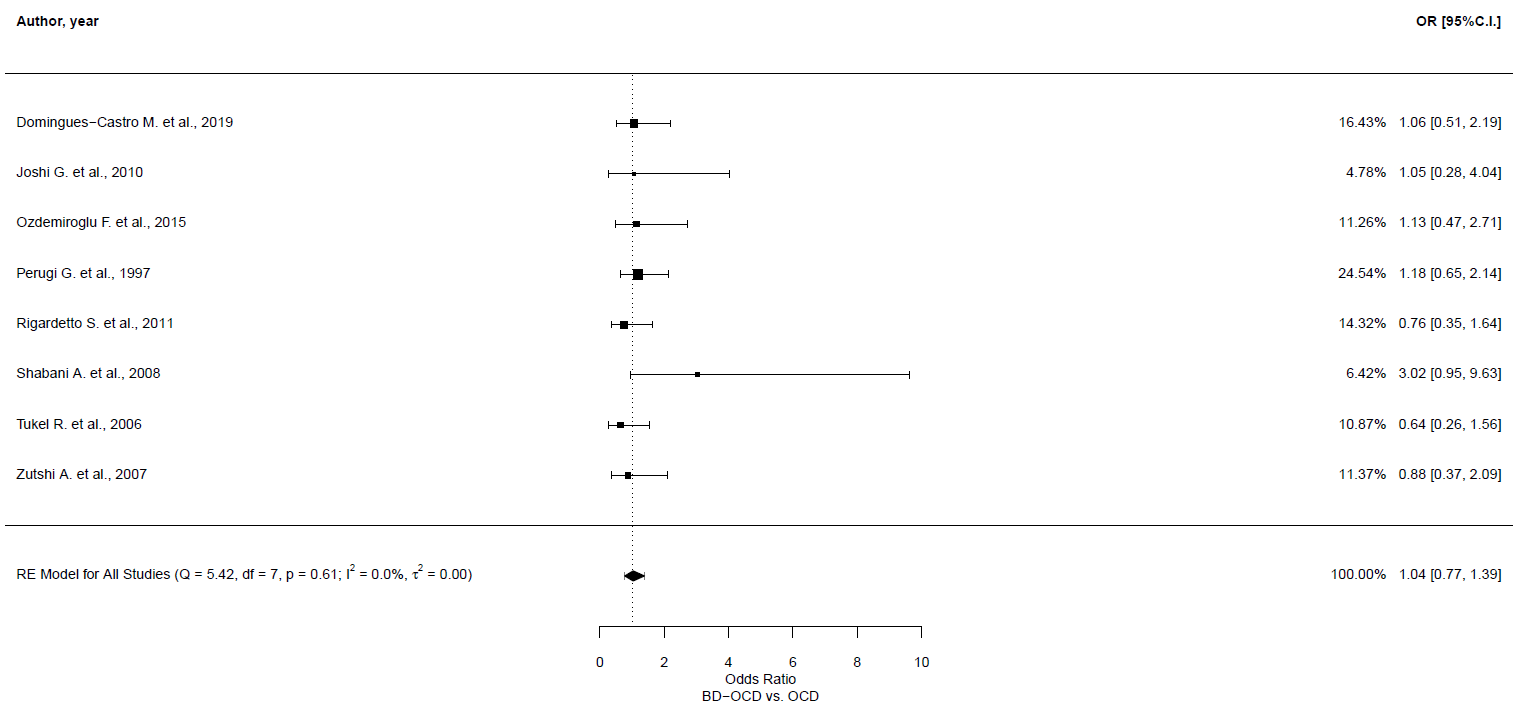 Author, year OR [95%C.I.]
Domingues−Castro M. et al., 2019 16.43% 1.06 [0.51, 2.19]
Joshi G. et al., 2010 4.78% 1.05 [0.28, 4.04]
Ozdemiroglu F. et al., 2015 11.26% 1.13 [0.47, 2.71]
Perugi G. et al., 1997 24.54% 1.18 [0.65, 2.14]
Rigardetto S. et al., 2011 14.32% 0.76 [0.35, 1.64]
Shabani A. et al., 2008 6.42% 3.02 [0.95, 9.63]
Tukel R. et al., 2006 10.87% 0.64 [0.26, 1.56]
Zutshi A. et al., 2007 11.37% 0.88 [0.37, 2.09]
RE Model for All Studies (Q = 5.42, df = 7, p = 0.61; I² = 0.0%, τ² = 0.00) 100.00% 1.04 [0.77, 1.39]
0 2 4 6 8 10
Odds Ratio
BD−OCD vs. OCD